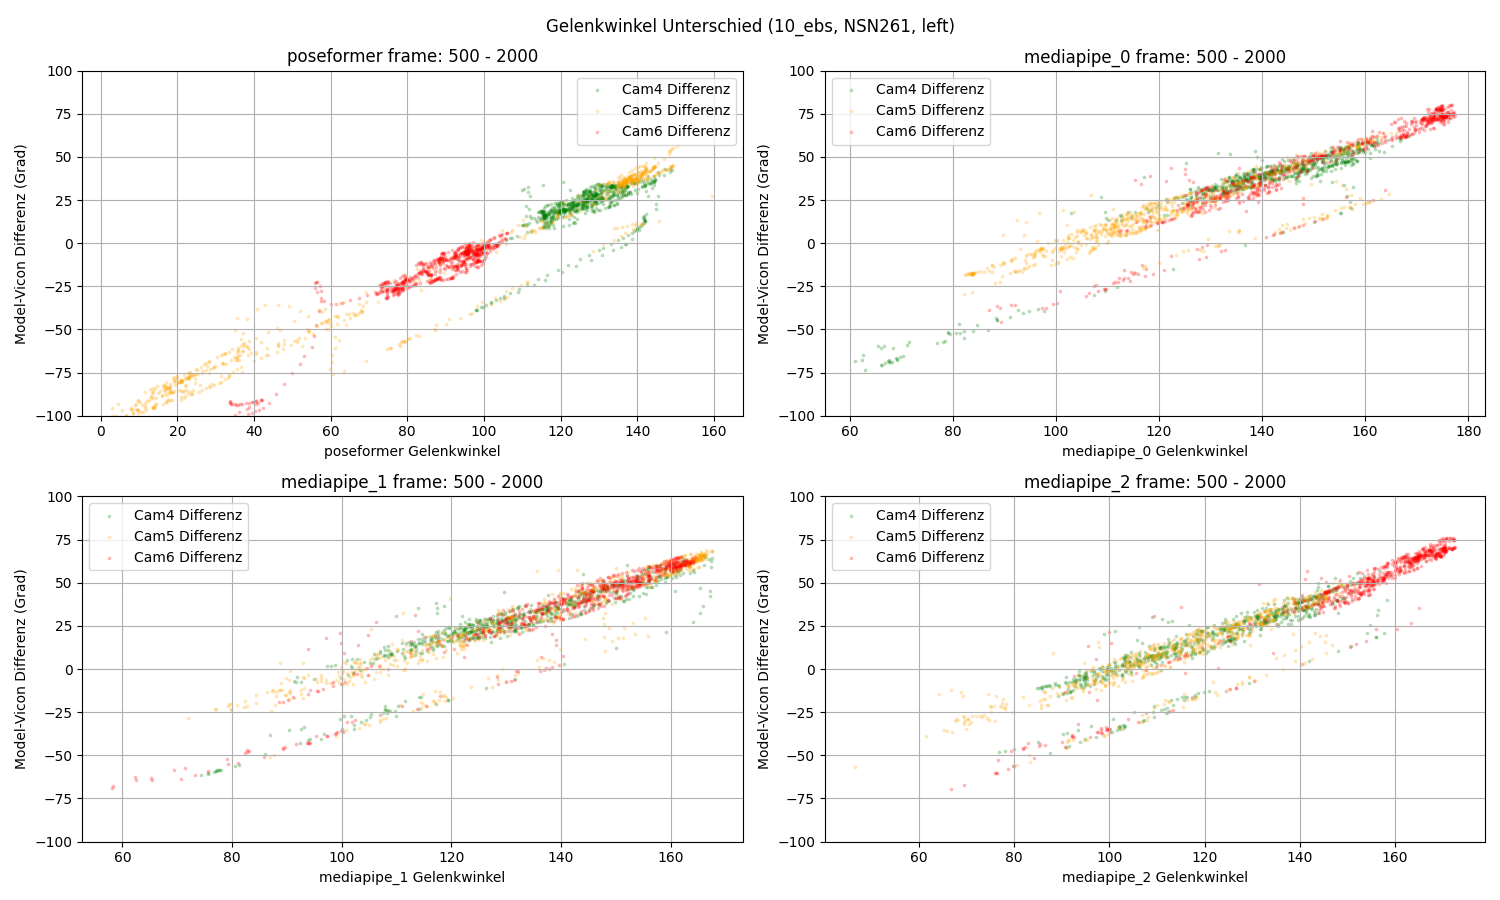 Gelenkwinkel Unterschied (10_ebs, NSN261, left)
poseformer frame: 500 - 2000
100
75
50
25
0
−25
−50
−75
−100
Model-Vicon Differenz (Grad)
Cam4 Differenz
Cam5 Differenz
Cam6 Differenz
0 20 40 60 80 100 120 140 160
poseformer Gelenkwinkel
mediapipe_0 frame: 500 - 2000
100
75
50
25
0
−25
−50
−75
−100
Model-Vicon Differenz (Grad)
Cam4 Differenz
Cam5 Differenz
Cam6 Differenz
60 80 100 120 140 160 180
mediapipe_0 Gelenkwinkel
mediapipe_1 frame: 500 - 2000
100
75
50
25
0
−25
−50
−75
−100
Model-Vicon Differenz (Grad)
Cam4 Differenz
Cam5 Differenz
Cam6 Differenz
60 80 100 120 140 160
mediapipe_1 Gelenkwinkel
mediapipe_2 frame: 500 - 2000
100
75
50
25
0
−25
−50
−75
−100
Model-Vicon Differenz (Grad)
Cam4 Differenz
Cam5 Differenz
Cam6 Differenz
60 80 100 120 140 160
mediapipe_2 Gelenkwinkel